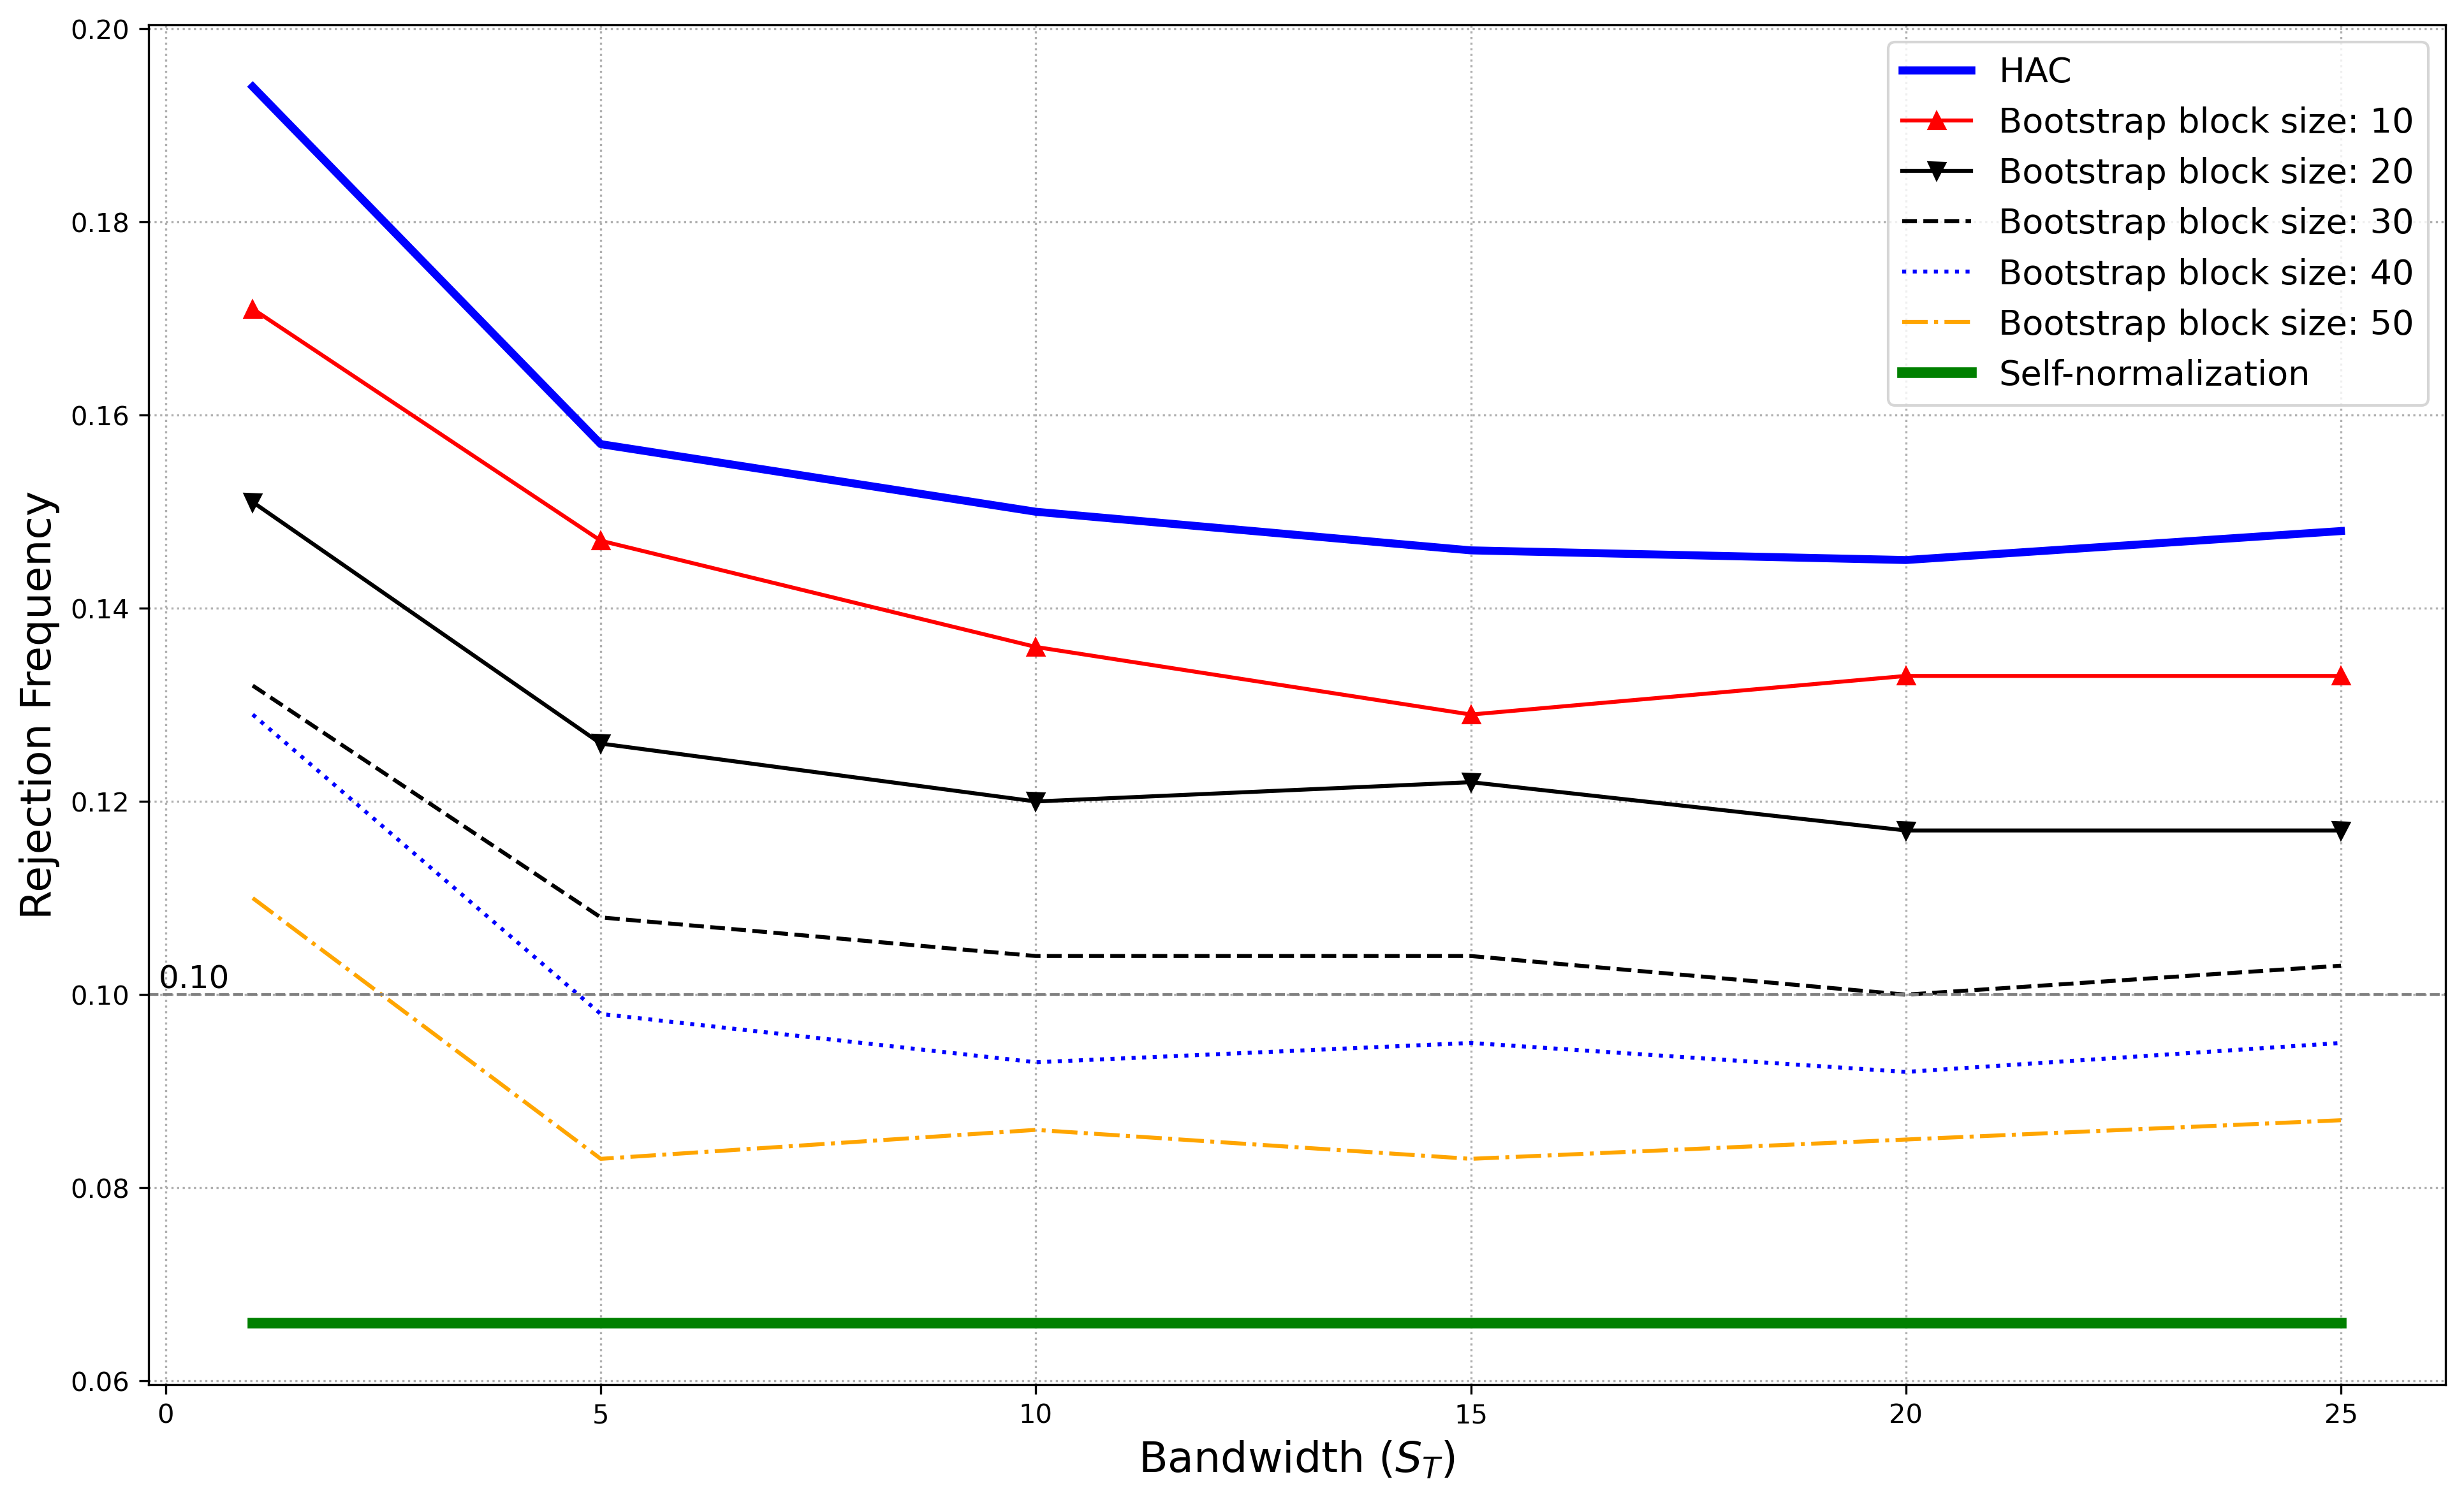 0.20
0.18
0.16
0.14
0.12
0.10
0.08
0.06
Rejection Frequency
0.10
HAC
Bootstrap block size: 10
Bootstrap block size: 20
Bootstrap block size: 30
Bootstrap block size: 40
Bootstrap block size: 50
Self-normalization
0 5 10 15 20 25
Bandwidth (S_T)